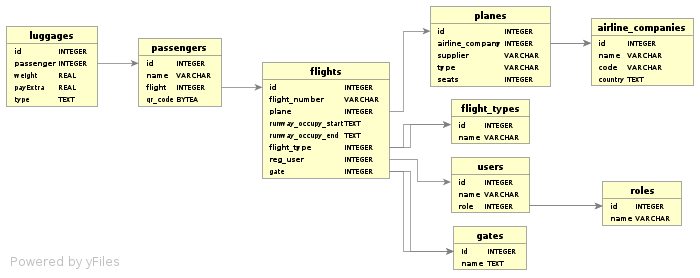 luggages
id INTEGER
passenger INTEGER
weight REAL
payExtra REAL
type TEXT
passengers
id INTEGER
name VARCHAR
flight INTEGER
qr_code BYTEA
flights
id INTEGER
flight_number VARCHAR
plane INTEGER
runway_occupy_start TEXT
runway_occupy_end TEXT
flight_type INTEGER
reg_user INTEGER
gate INTEGER
planes
id INTEGER
airline_company INTEGER
supplier VARCHAR
type VARCHAR
seats INTEGER
airline_companies
id INTEGER
name VARCHAR
code VARCHAR
country TEXT
flight_types
id INTEGER
name VARCHAR
users
id INTEGER
name VARCHAR
role INTEGER
roles
id INTEGER
name VARCHAR
gates
id INTEGER
name TEXT
Powered by yFiles